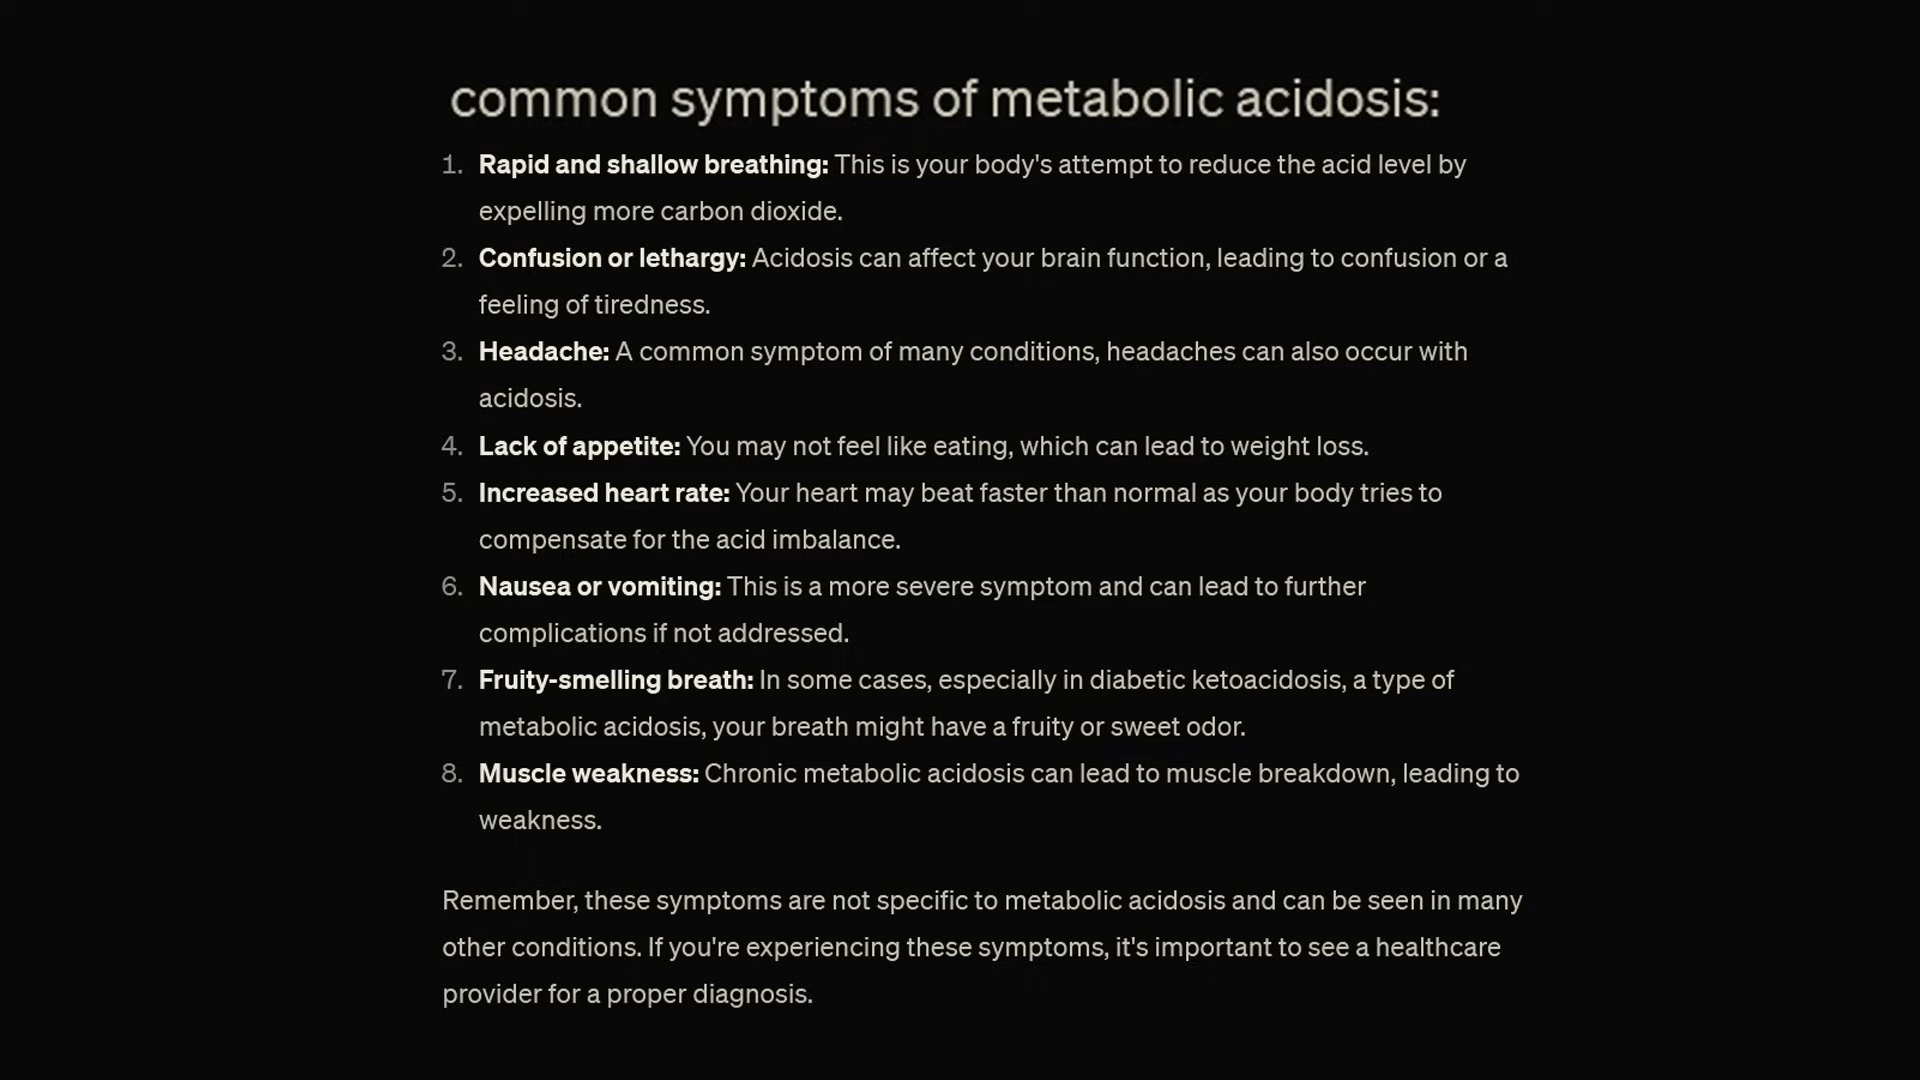 common symptoms of metabolic acidosis:
1. Rapid and shallow breathing: This is your body's attempt to reduce the acid level by
expelling more carbon dioxide.
2. Confusion or lethargy: Acidosis can affect your brain function, leading to confusion or a
feeling of tiredness.
3. Headache: A common symptom of many conditions, headaches can also occur with
acidosis.
4. Lack of appetite: You may not feel like eating, which can lead to weight loss.
5. Increased heart rate: Your heart may beat faster than normal as your body tries to
compensate for the acid imbalance.
6. Nausea or vomiting: This is a more severe symptom and can lead to further
complications if not addressed.
7. Fruity-smelling breath: In some cases, especially in diabetic ketoacidosis, a type of
metabolic acidosis, your breath might have a fruity or sweet odor.
8. Muscle weakness: Chronic metabolic acidosis can lead to muscle breakdown, leading to
weakness.
Remember, these symptoms are not specific to metabolic acidosis and can be seen in many
other conditions. If you're experiencing these symptoms, it's important to see a healthcare
provider for a proper diagnosis.